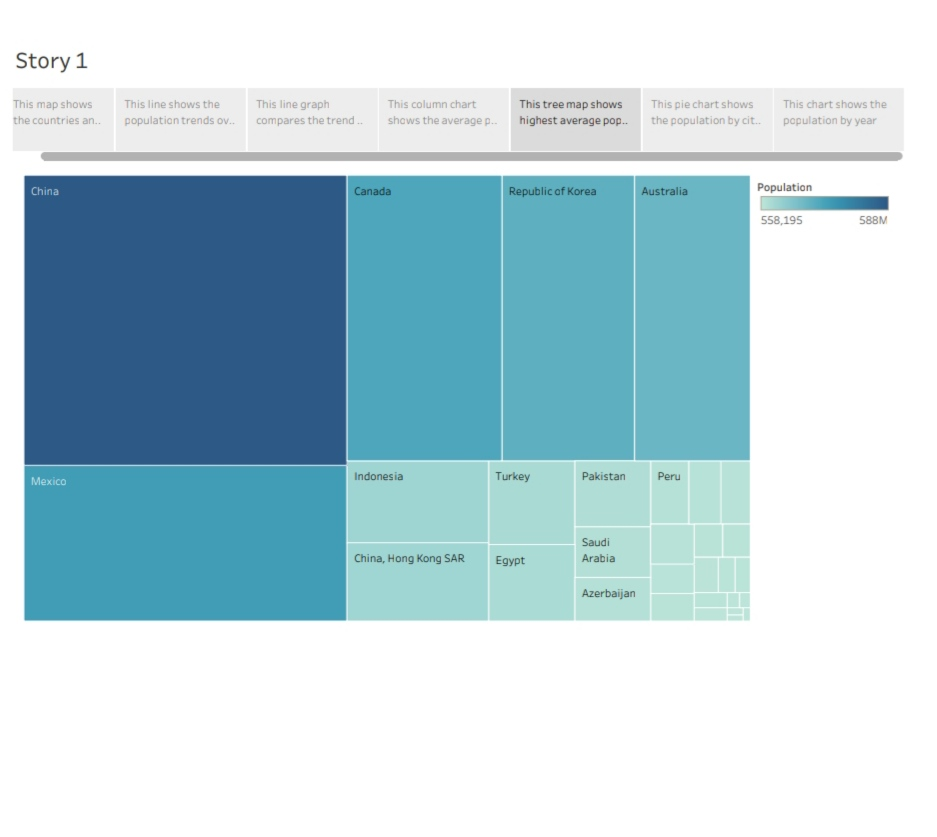 Story 1
This map shows
the countries an..
This line shows the
population trends ov..
This line graph
compares the trend ..
This column chart
shows the average p..
This tree map shows
highest average pop..
This pie chart shows
the population by cit..
This chart shows the
population by year
China
Canada
Republic of Korea
Australia
Population
558,195
588M
Mexico
Indonesia
Turkey
Pakistan
Peru
Saudi
Arabia
China, Hong Kong SAR
Egypt
Azerbaijan